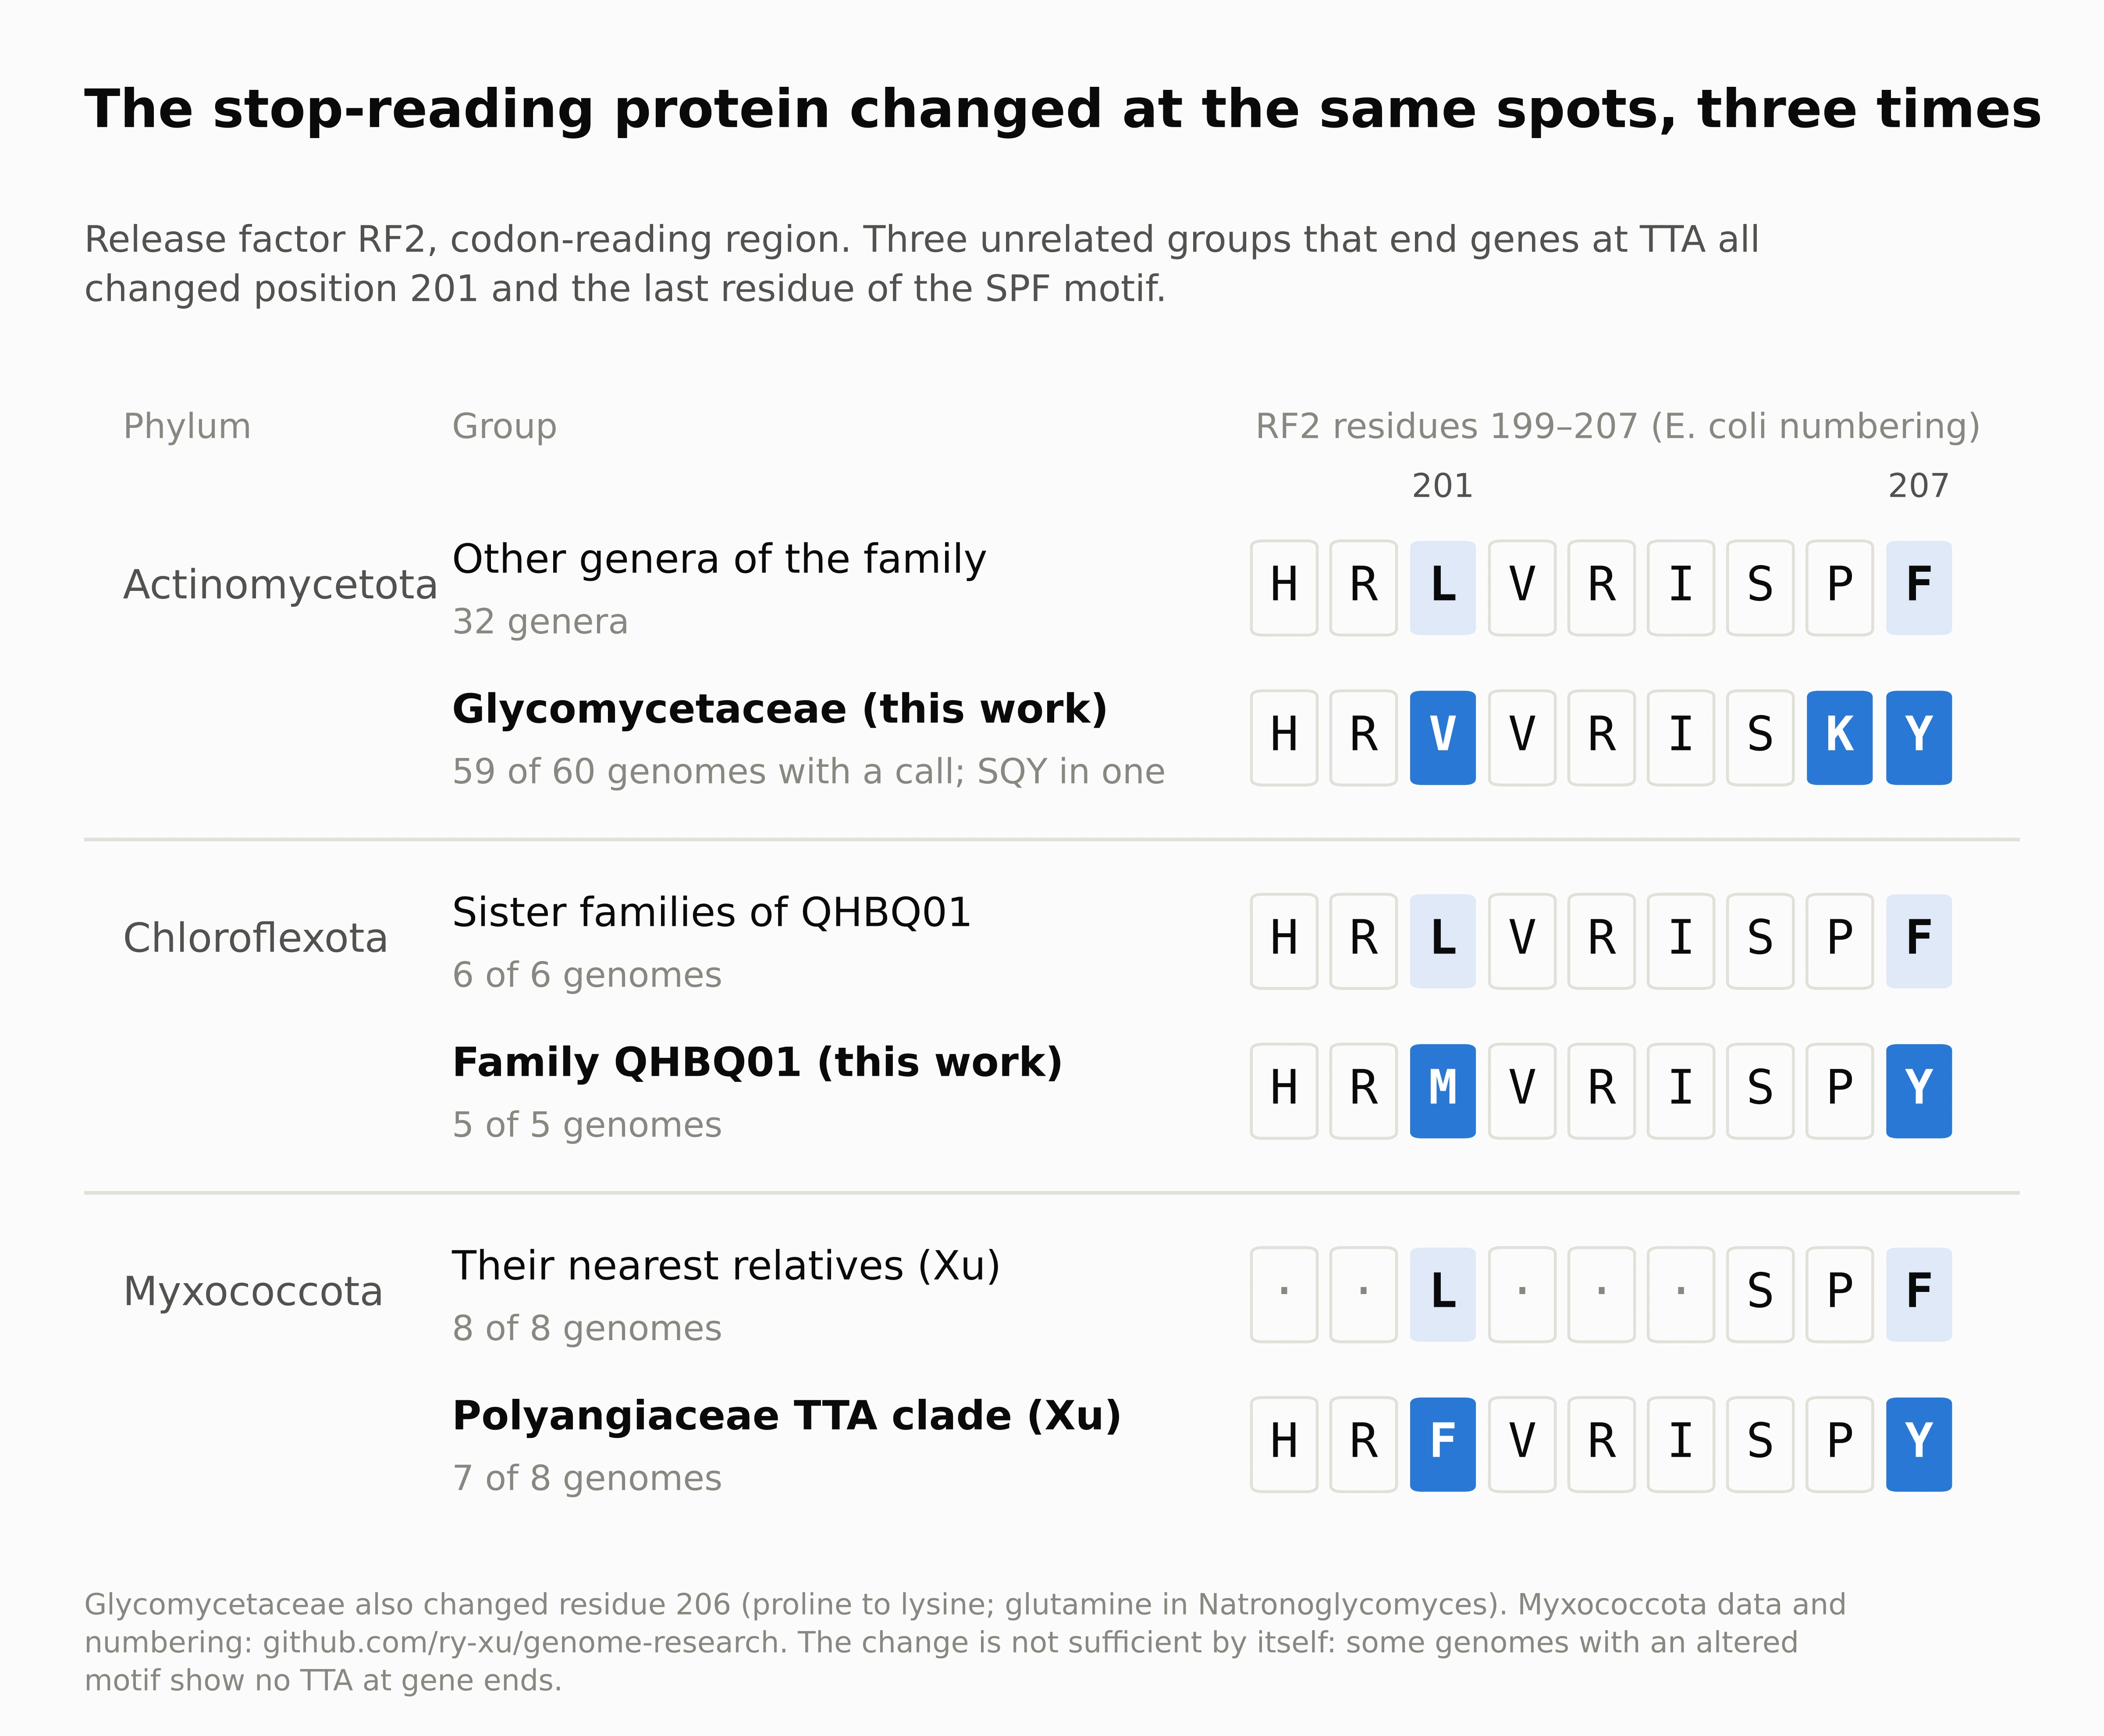 The stop-reading protein changed at the same spots, three times
Release factor RF2, codon-reading region. Three unrelated groups that end genes at TTA all
changed position 201 and the last residue of the SPF motif.
Phylum Group RF2 residues 199–207 (E. coli numbering)
201 207
Actinomycetota Other genera of the family H R L V R I S P F
32 genera
Glycomycetaceae (this work) H R V V R I S K Y
59 of 60 genomes with a call; SQY in one
Chloroflexota Sister families of QHBQ01 H R L V R I S P F
6 of 6 genomes
Family QHBQ01 (this work) H R M V R I S P Y
5 of 5 genomes
Myxococcota Their nearest relatives (Xu) · · L · · · S P F
8 of 8 genomes
Polyangiaceae TTA clade (Xu) H R F V R I S P Y
7 of 8 genomes
Glycomycetaceae also changed residue 206 (proline to lysine; glutamine in Natronoglycomyces). Myxococcota data and
numbering: github.com/ry-xu/genome-research. The change is not sufficient by itself: some genomes with an altered
motif show no TTA at gene ends.